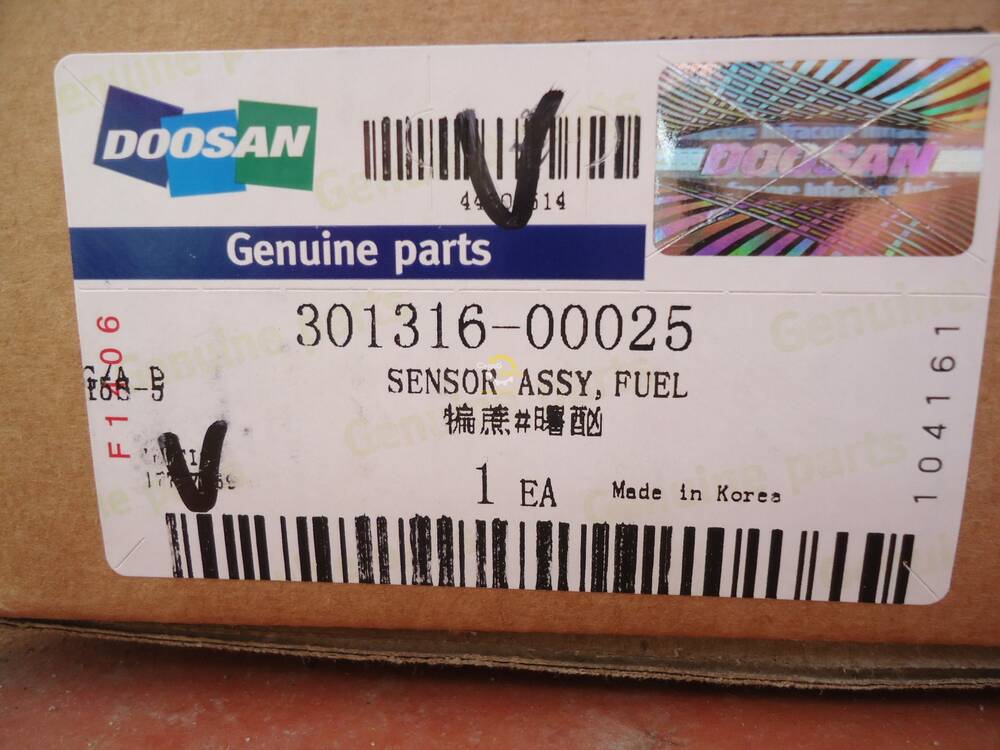 DOOSAN
DOOSAN
Genuine parts
301316-00025
SENSOR ASSY, FUEL
1 EA
Made in Korea
104161